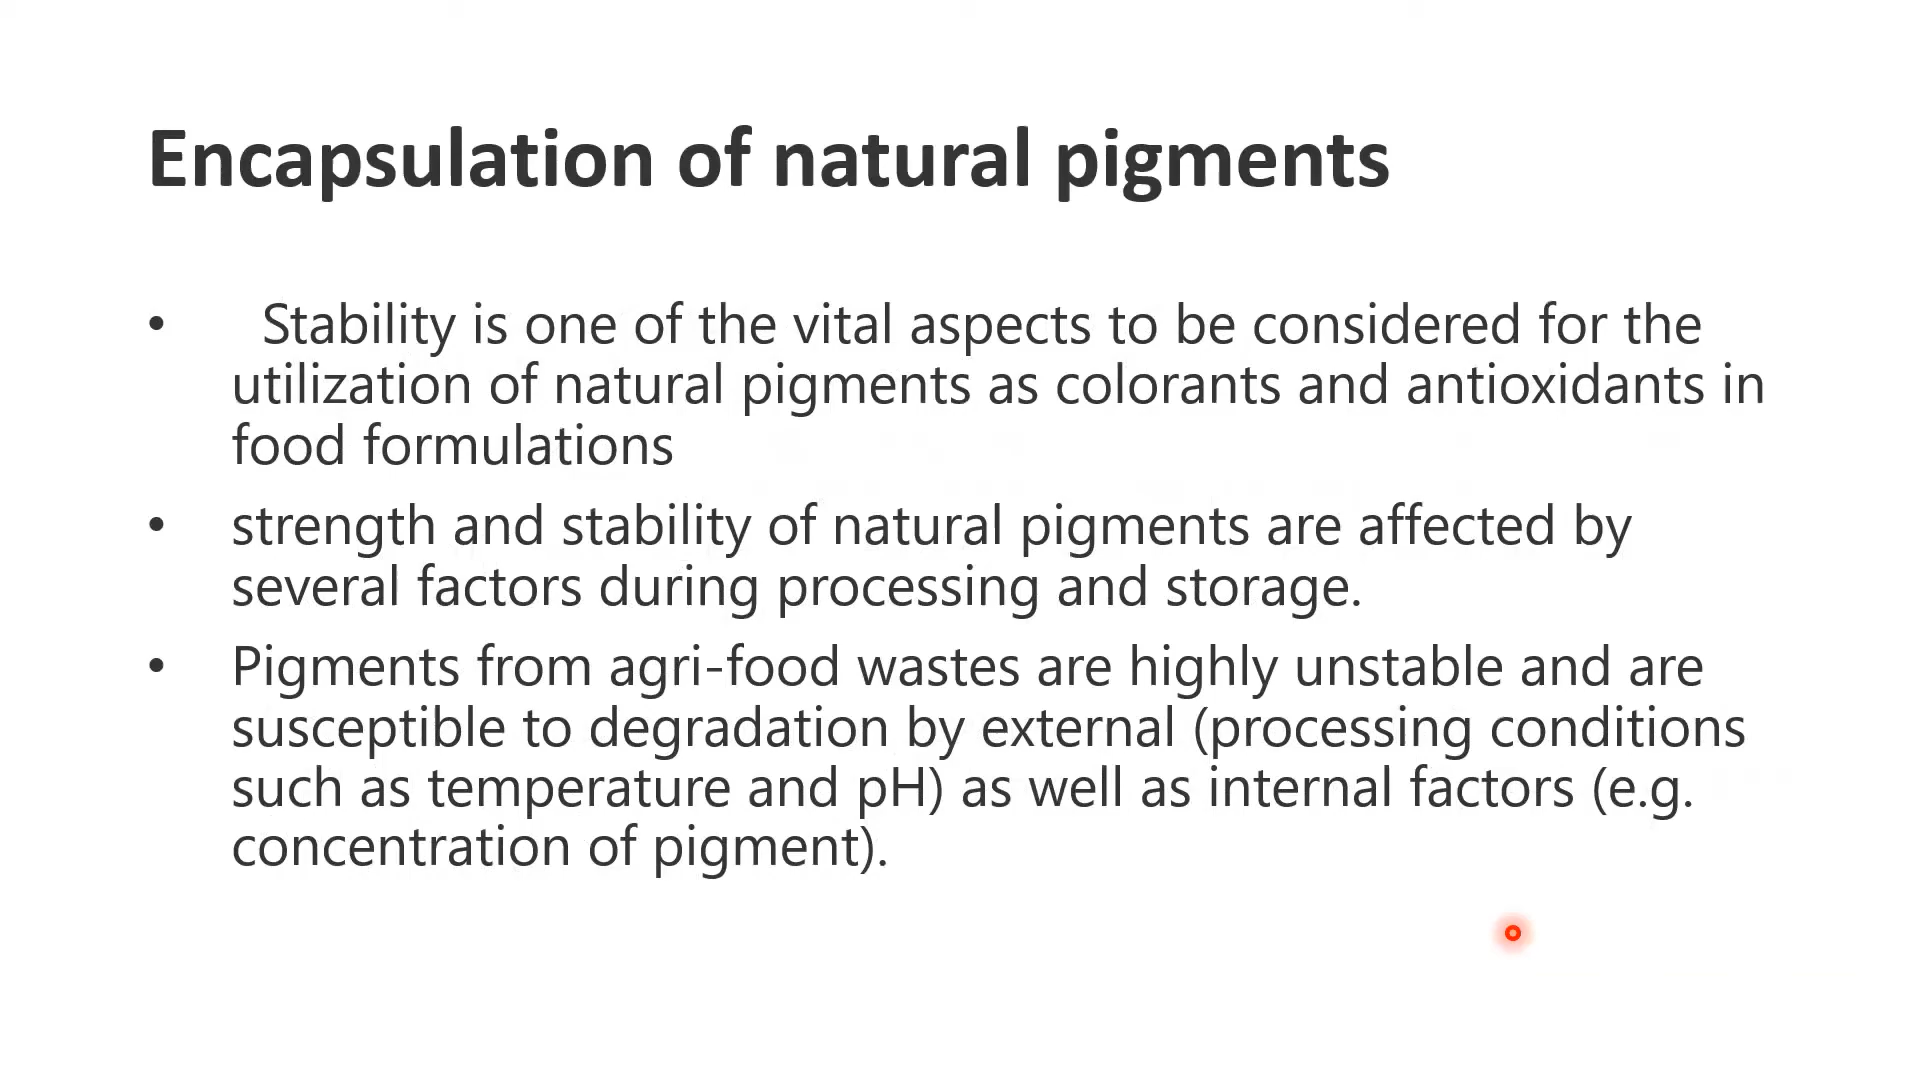 Encapsulation of natural pigments
• Stability is one of the vital aspects to be considered for the
utilization of natural pigments as colorants and antioxidants in
food formulations
• strength and stability of natural pigments are affected by
several factors during processing and storage.
• Pigments from agri-food wastes are highly unstable and are
susceptible to degradation by external (processing conditions
such as temperature and pH) as well as internal factors (e.g.
concentration of pigment).